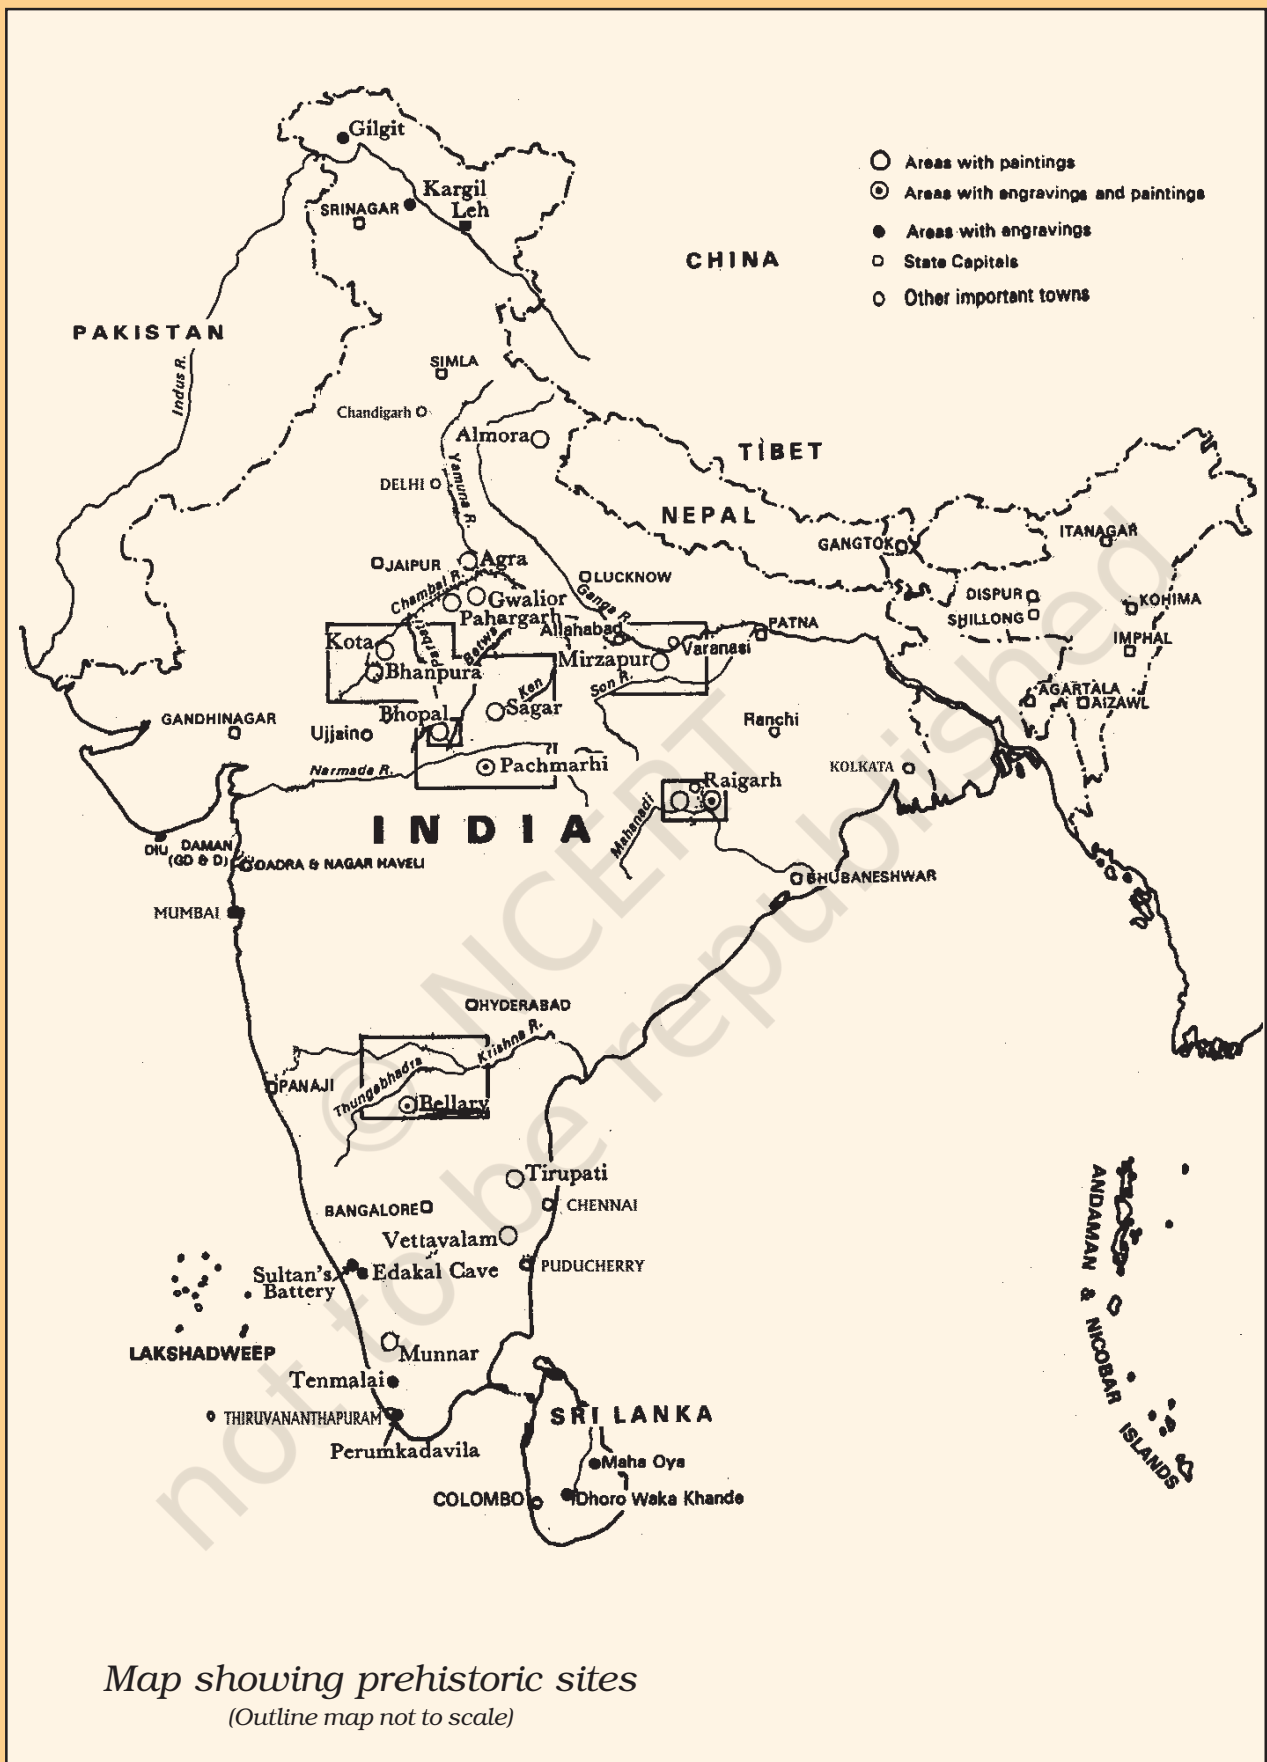 Gilgit
Kargil
Leh
SRINAGAR
Areas with paintings
Areas with engravings and paintings
Areas with engravings
State Capitals
Other important towns
CHINA
PAKISTAN
Indus R.
SIMLA
Chandigarh
Almora
TIBET
DELHI
Yamuna R.
NEPAL
ITANAGAR
GANGTOK
JAIPUR
Agra
LUCKNOW
Chambal R.
Ganga R.
Gwalior
Pahargarh
DISPUR
KOHIMA
SHILLONG
Allahabad
PATNA
IMPHAL
Kota
Parbati
Betwa
Varanasi
Mirzapur
Bhanpura
Ken
Son R.
AGARTALA
AIZAWL
GANDHINAGAR
Bhopal
Sagar
Ujjain
Ranchi
Narmada R.
Pachmarhi
KOLKATA
Raigarh
Mahanadi
INDIA
DIU
DAMAN
(GD & D)
DADRA & NAGAR HAVELI
BHUBANESHWAR
MUMBAI
HYDERABAD
Krishna R.
PANAJI
Thungabhadra
Bellary
Tirupati
BANGALORE
CHENNAI
Vettavalam
Sultan's
Battery
Edakal Cave
PUDUCHERRY
ANDAMAN & NICOBAR ISLANDS
LAKSHADWEEP
Munnar
Tenmalai
THIRUVANANTHAPURAM
Perumkadavila
SRI LANKA
Maha Oya
COLOMBO
Dhoro Waka Khande
© NCERT
not to be republished
Map showing prehistoric sites
(Outline map not to scale)